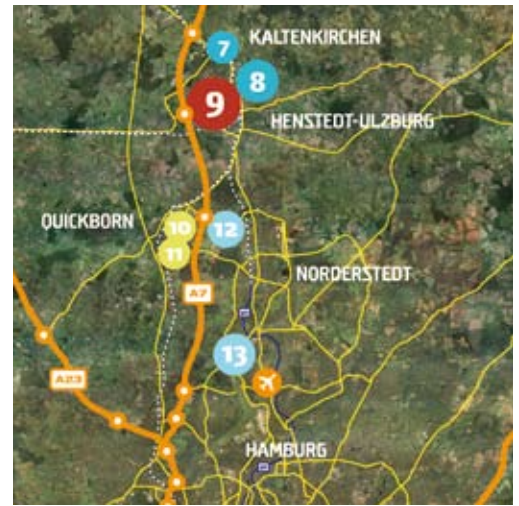 7
KALTENKIRCHEN
8
9
HENSTEDT-ULZBURG
QUICKBORN
10
12
11
NORDERSTEDT
A7
13
A23
HAMBURG